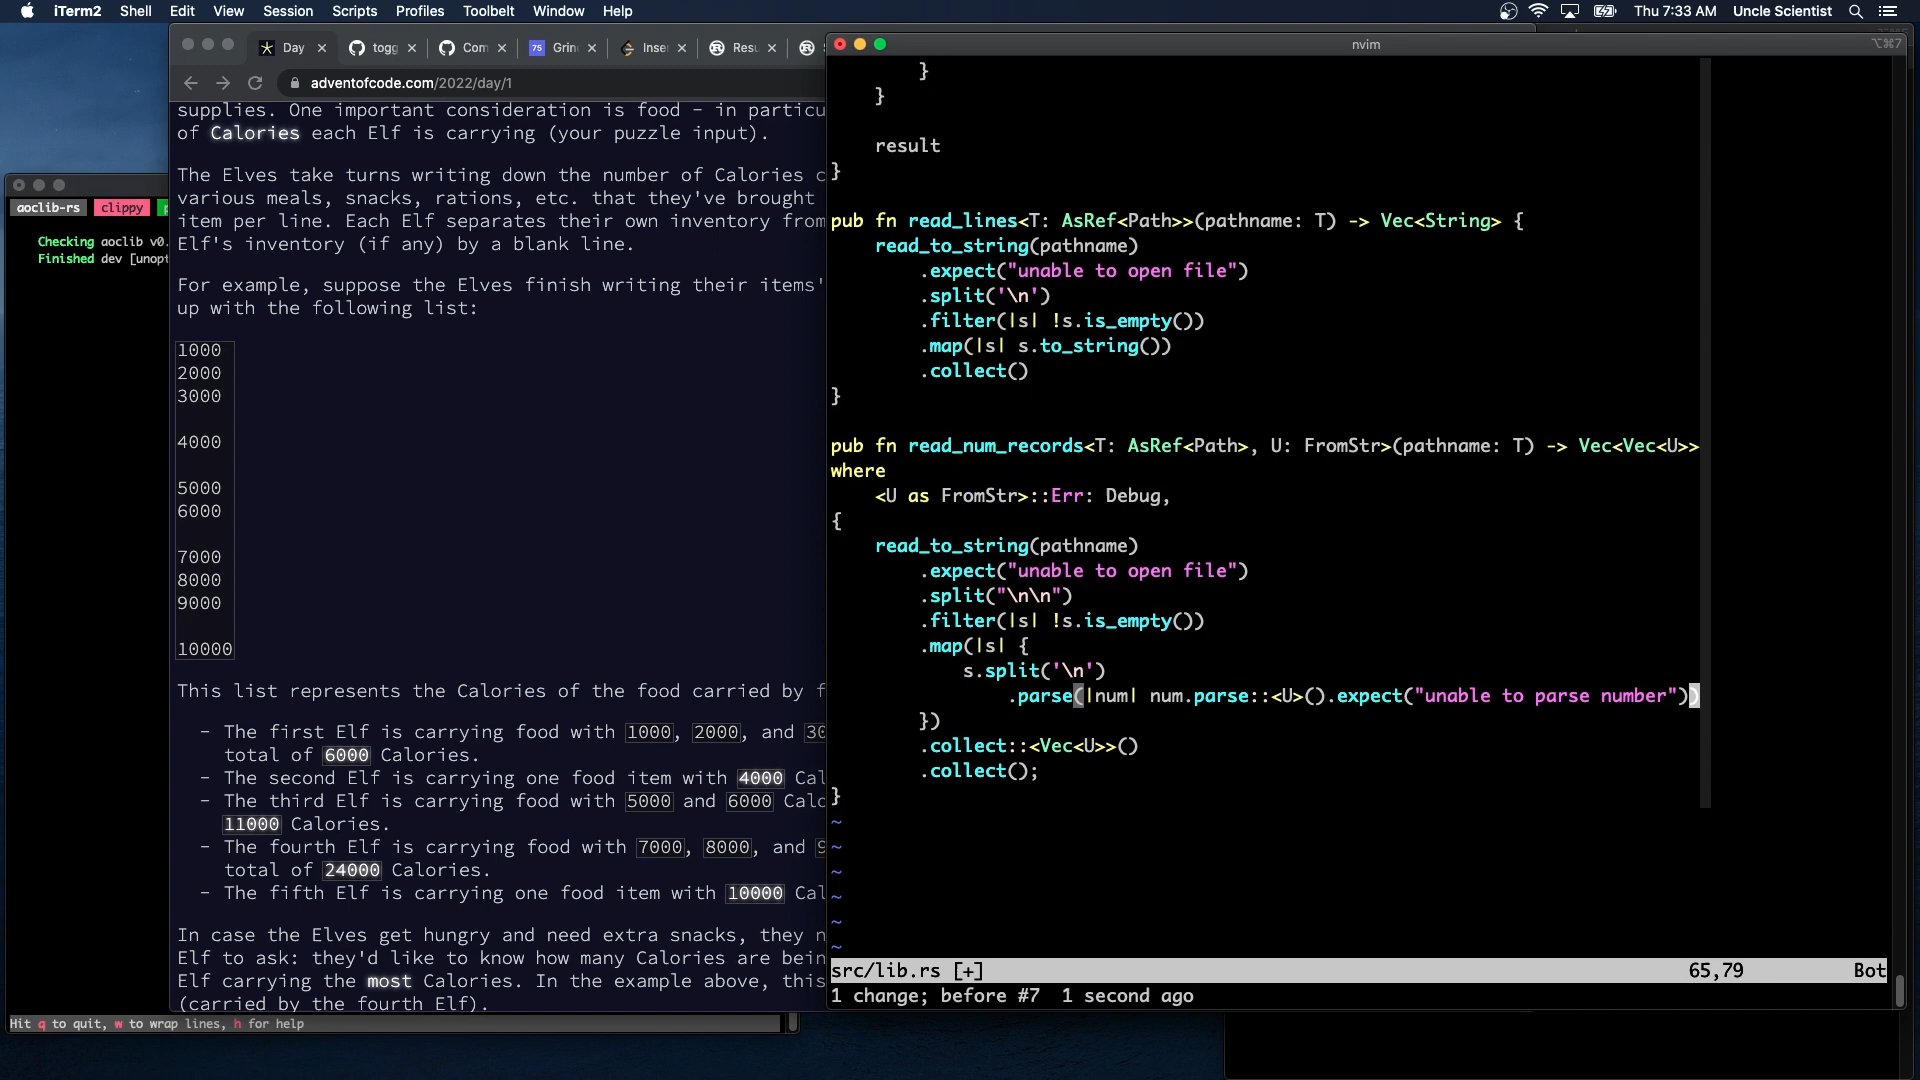 iTerm2 Shell Edit View Session Scripts Profiles Toolbelt Window Help
Thu 7:33 AM Uncle Scientist
Day
togg
Com
75 Grin
Inser
Resu
adventofcode.com/2022/day/1
supplies. One important consideration is food - in particu
of Calories each Elf is carrying (your puzzle input).
The Elves take turns writing down the number of Calories c
various meals, snacks, rations, etc. that they've brought
item per line. Each Elf separates their own inventory from
Elf's inventory (if any) by a blank line.
For example, suppose the Elves finish writing their items'
up with the following list:
1000
2000
3000
4000
5000
6000
7000
8000
9000
10000
This list represents the Calories of the food carried by f
- The first Elf is carrying food with 1000, 2000, and 30
total of 6000 Calories.
- The second Elf is carrying one food item with 4000 Cal
- The third Elf is carrying food with 5000 and 6000 Calo
11000 Calories.
- The fourth Elf is carrying food with 7000, 8000, and 9
total of 24000 Calories.
- The fifth Elf is carrying one food item with 10000 Cal
In case the Elves get hungry and need extra snacks, they n
Elf to ask: they'd like to know how many Calories are bein
Elf carrying the most Calories. In the example above, this
(carried by the fourth Elf).
aoclib-rs clippy p
Checking aoclib v0.
Finished dev [unopt
Hit q to quit, w to wrap lines, h for help
nvim
⌥⌘7
}
}
result
}
pub fn read_lines<T: AsRef<Path>>(pathname: T) -> Vec<String> {
read_to_string(pathname)
.expect("unable to open file")
.split('\n')
.filter(|s| !s.is_empty())
.map(|s| s.to_string())
.collect()
}
pub fn read_num_records<T: AsRef<Path>, U: FromStr>(pathname: T) -> Vec<Vec<U>>
where
<U as FromStr>::Err: Debug,
{
read_to_string(pathname)
.expect("unable to open file")
.split("\n\n")
.filter(|s| !s.is_empty())
.map(|s| {
s.split('\n')
.parse(|num| num.parse::<U>().expect("unable to parse number"))
})
.collect::<Vec<U>>()
.collect();
}
~
~
~
~
~
~
src/lib.rs [+] 65,79 Bot
1 change; before #7 1 second ago